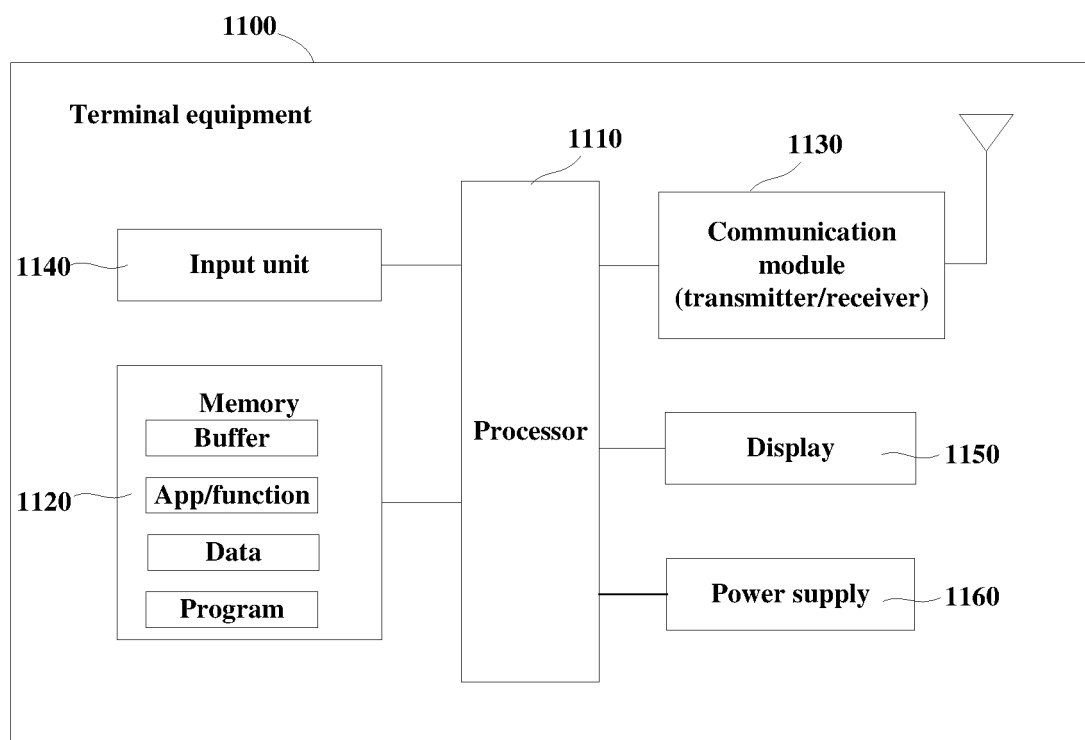 1100
Terminal equipment
1110
1130
1140
Input unit
Communication
module
(transmitter/receiver)
Memory
Buffer
1120
App/function
Data
Program
Processor
Display
1150
Power supply
1160